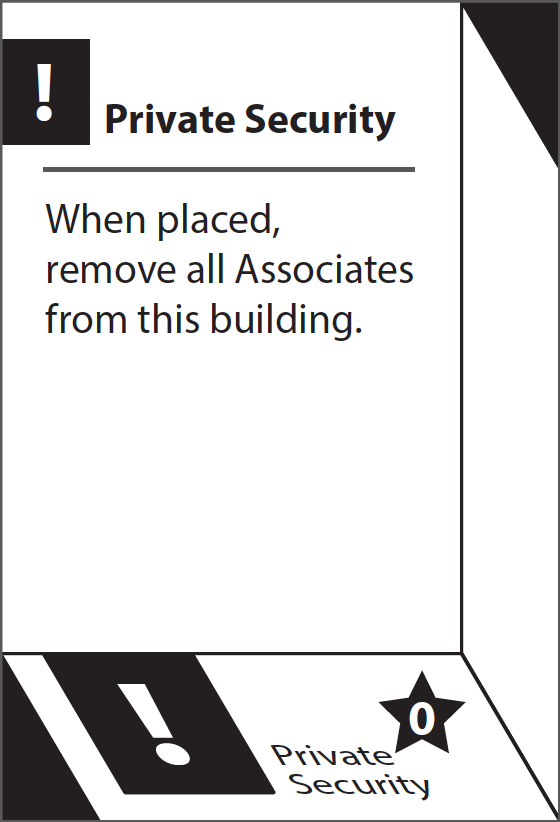 !
Private Security
When placed,
remove all Associates
from this building.
!
0
Private
Security